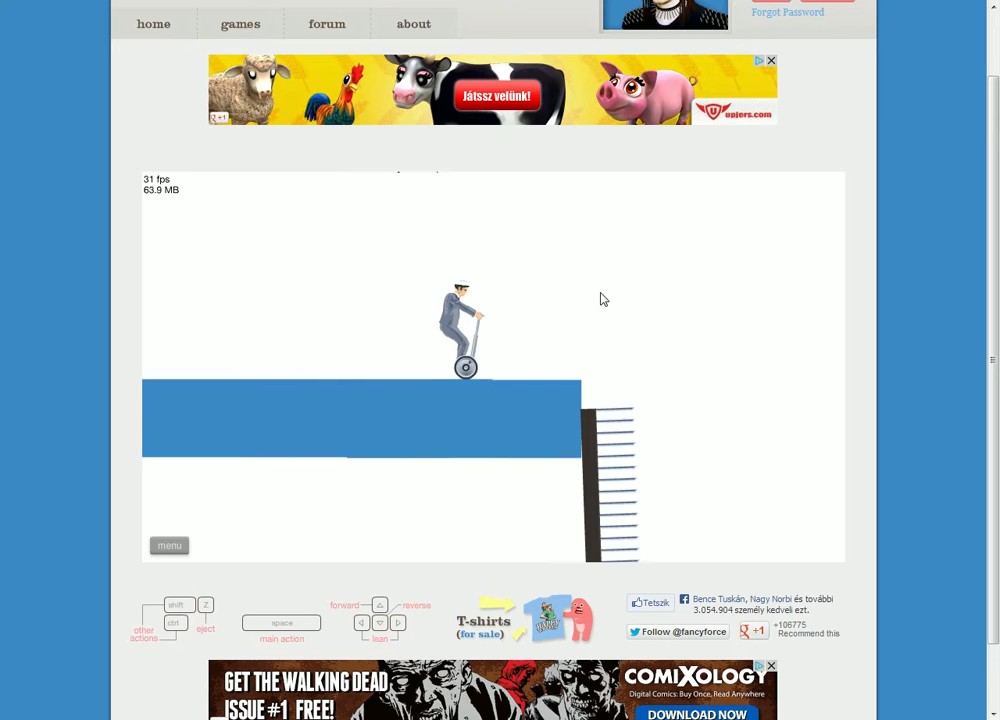 Forgot Password
home games forum about
Játssz velünk!
upjers.com
g +1
31 fps
63.9 MB
menu
shift Z
ctrl
other actions
eject
space
main action
forward
reverse
lean
T-shirts
(for sale)
Tetszik
Bence Tuskán, Nagy Norbi és további
3.054.904 személy kedveli ezt.
Follow @fancyforce
g +1
+106775
Recommend this
GET THE WALKING DEAD
ISSUE #1 FREE!
COMIXOLOGY
Digital Comics: Buy Once, Read Anywhere
DOWNLOAD NOW